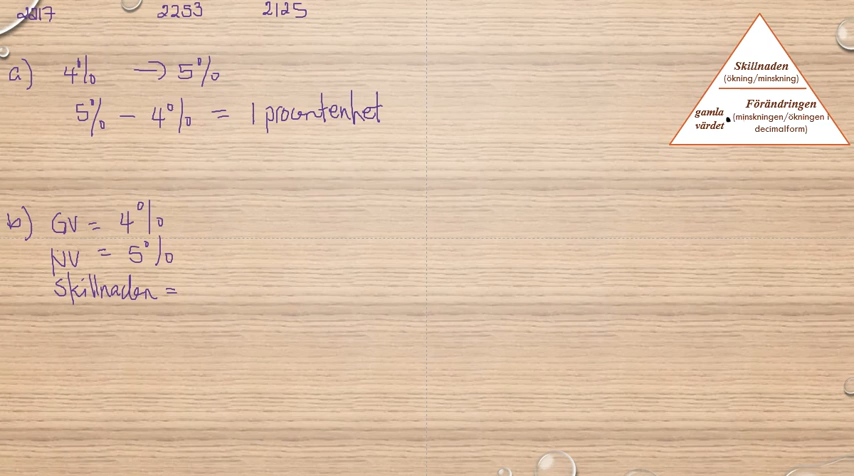 2253 2125
a) 4% → 5%
5% - 4% = 1 procentenhet
b) GV = 4%
NV = 5%
Skillnaden =
Skillnaden
(ökning/minskning)
gamla värdet
Förändringen
(minskningen/ökningen i
decimalform)